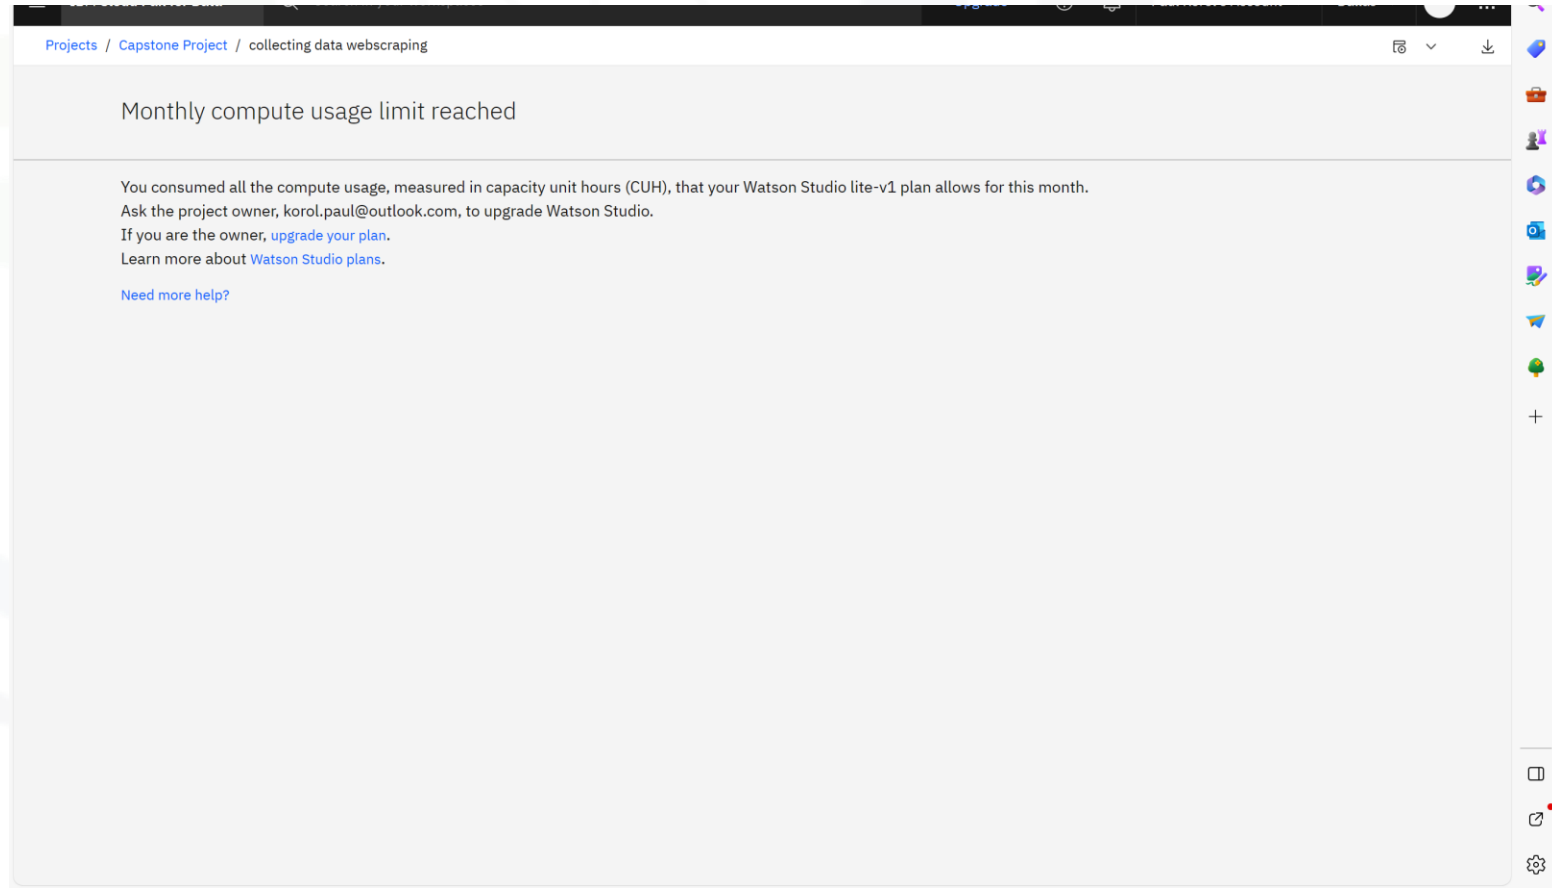 Projects / Capstone Project / collecting data webscraping
Monthly compute usage limit reached
You consumed all the compute usage, measured in capacity unit hours (CUH), that your Watson Studio lite-v1 plan allows for this month.
Ask the project owner, korol.paul@outlook.com, to upgrade Watson Studio.
If you are the owner, upgrade your plan.
Learn more about Watson Studio plans.
Need more help?